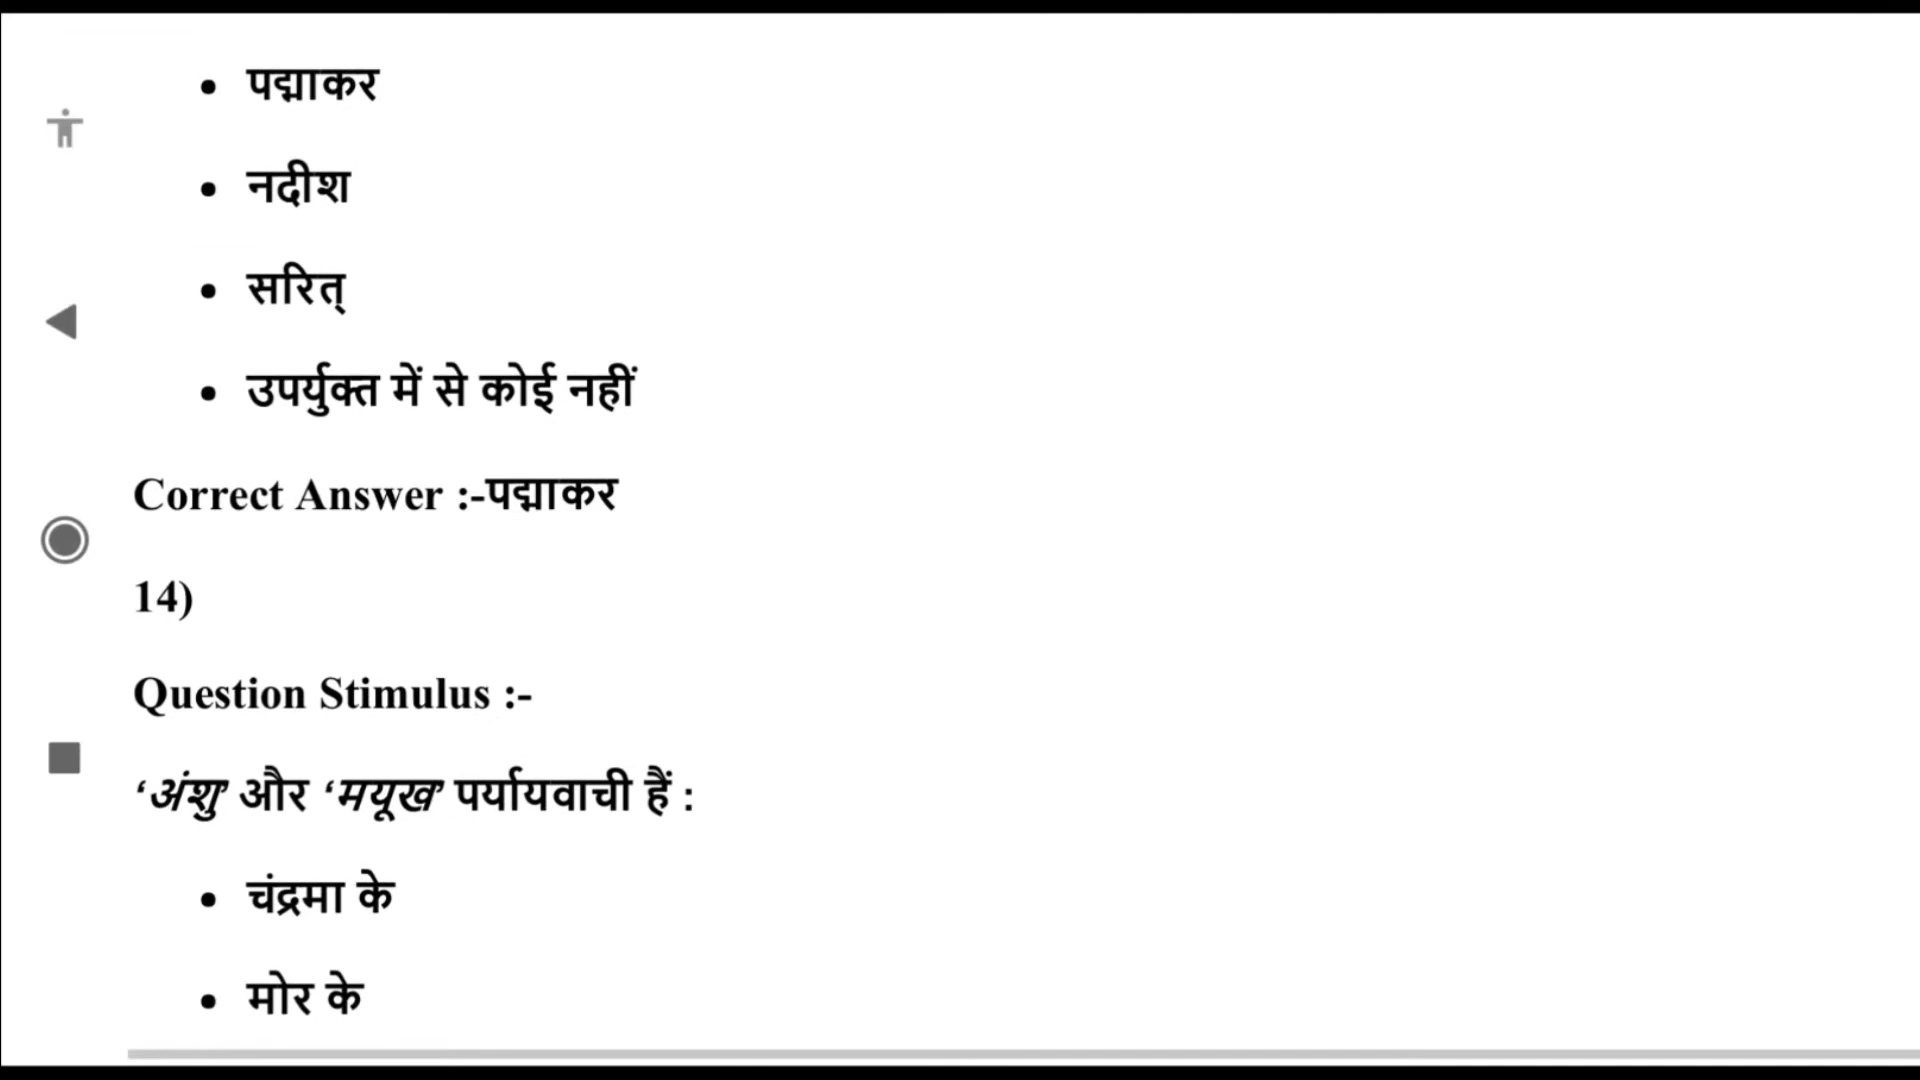 • पद्माकर
• नदीश
• सरित्
• उपर्युक्त में से कोई नहीं
Correct Answer :-पद्माकर
14)
Question Stimulus :-
‘अंशु’ और ‘मयूख’ पर्यायवाची हैं :
• चंद्रमा के
• मोर के